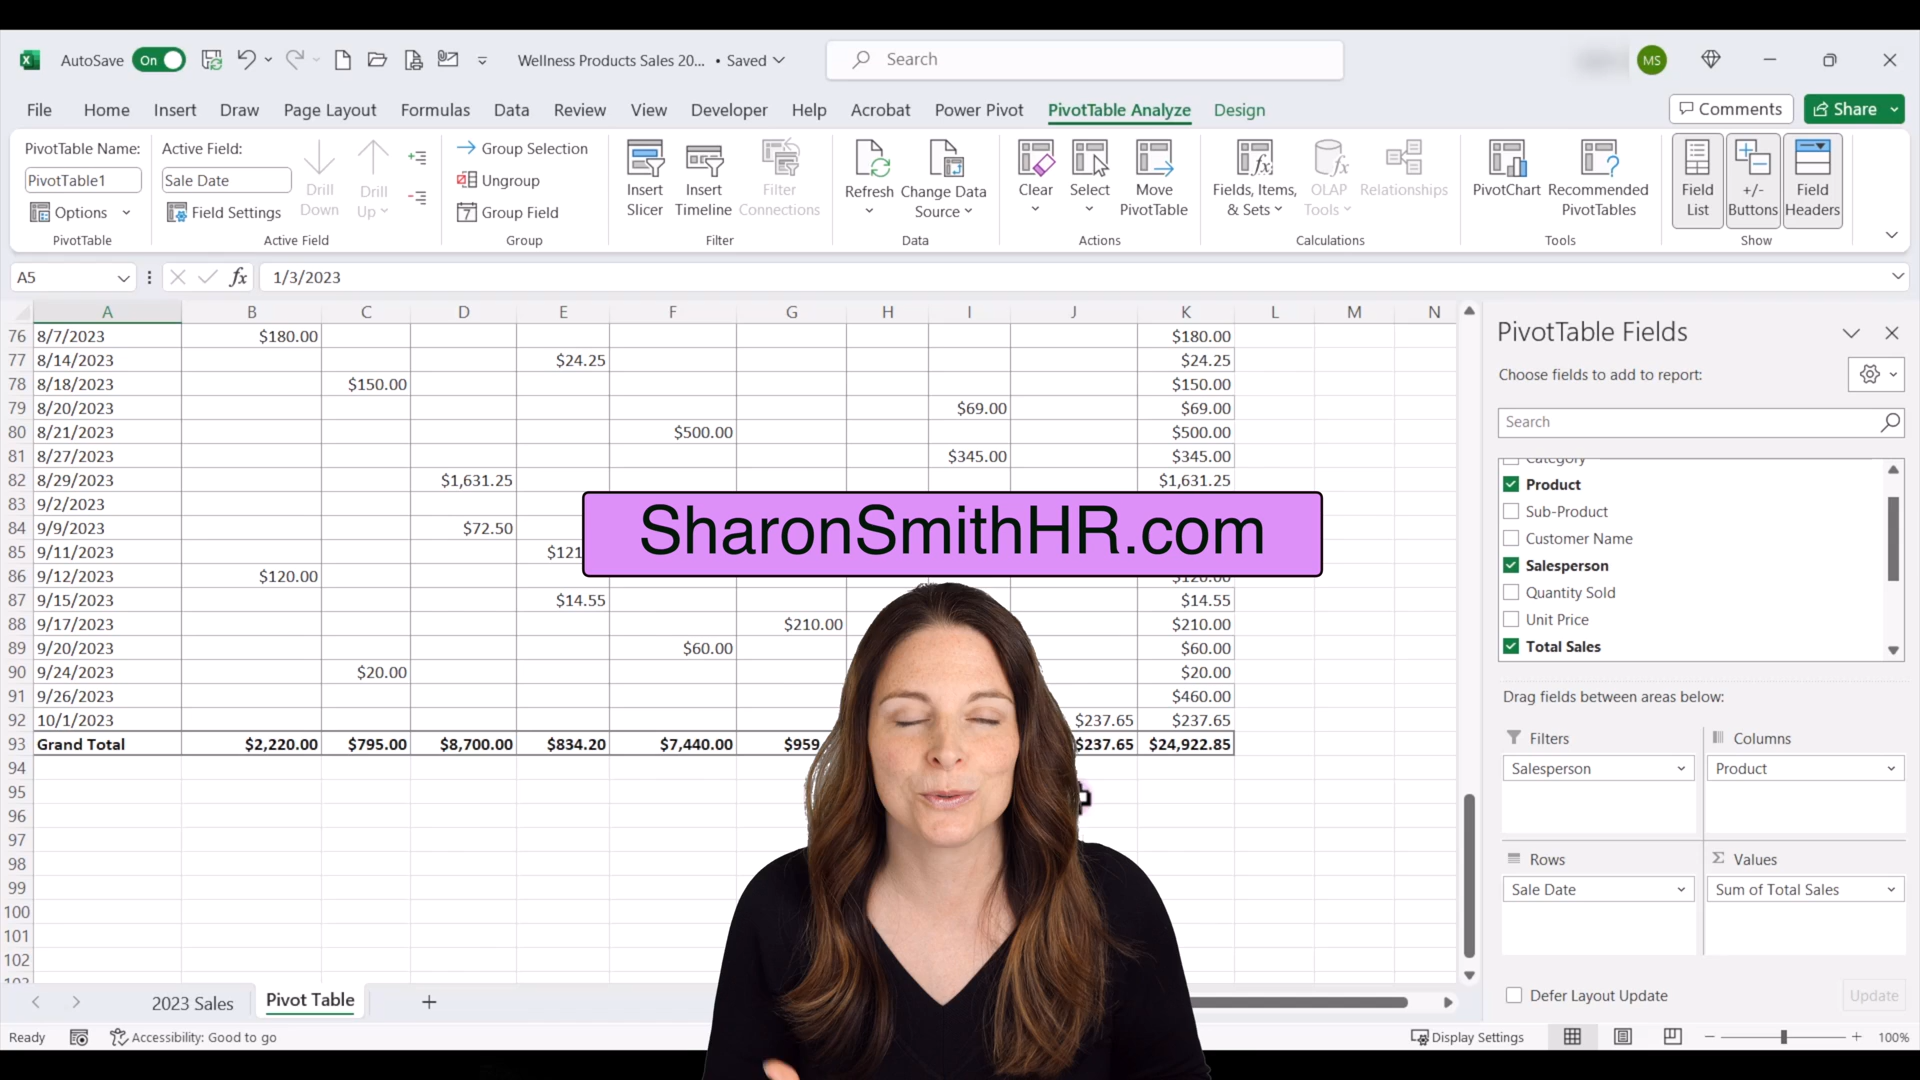 AutoSave On Wellness Products Sales 20... • Saved Search MS
File Home Insert Draw Page Layout Formulas Data Review View Developer Help Acrobat Power Pivot PivotTable Analyze Design Comments Share
PivotTable Name:
PivotTable1
Options
PivotTable
Active Field:
Sale Date
Field Settings
Drill Down
Drill Up
Active Field
Group Selection
Ungroup
Group Field
Group
Insert Slicer
Insert Timeline
Filter Connections
Filter
Refresh
Change Data Source
Data
Clear
Select
Move PivotTable
Actions
Fields, Items, & Sets
OLAP Tools
Relationships
Calculations
PivotChart
Recommended PivotTables
Tools
Field List
+/- Buttons
Field Headers
Show
A5 fx 1/3/2023
A B C D E F G H I J K L M N
76 8/7/2023 $180.00 $180.00
77 8/14/2023 $24.25 $24.25
78 8/18/2023 $150.00 $150.00
79 8/20/2023 $69.00 $69.00
80 8/21/2023 $500.00 $500.00
81 8/27/2023 $345.00 $345.00
82 8/29/2023 $1,631.25 $1,631.25
83 9/2/2023
84 9/9/2023 $72.50
85 9/11/2023 $121
86 9/12/2023 $120.00 $120.00
87 9/15/2023 $14.55 $14.55
88 9/17/2023 $210.00 $210.00
89 9/20/2023 $60.00 $60.00
90 9/24/2023 $20.00 $20.00
91 9/26/2023 $460.00
92 10/1/2023 $237.65 $237.65
93 Grand Total $2,220.00 $795.00 $8,700.00 $834.20 $7,440.00 $959 $237.65 $24,922.85
94
95
96
97
98
99
100
101
102
SharonSmithHR.com
PivotTable Fields
Choose fields to add to report:
Search
Category
Product
Sub-Product
Customer Name
Salesperson
Quantity Sold
Unit Price
Total Sales
Drag fields between areas below:
Filters
Salesperson
Columns
Product
Rows
Sale Date
Values
Sum of Total Sales
Defer Layout Update Update
2023 Sales Pivot Table
Ready Accessibility: Good to go Display Settings 100%